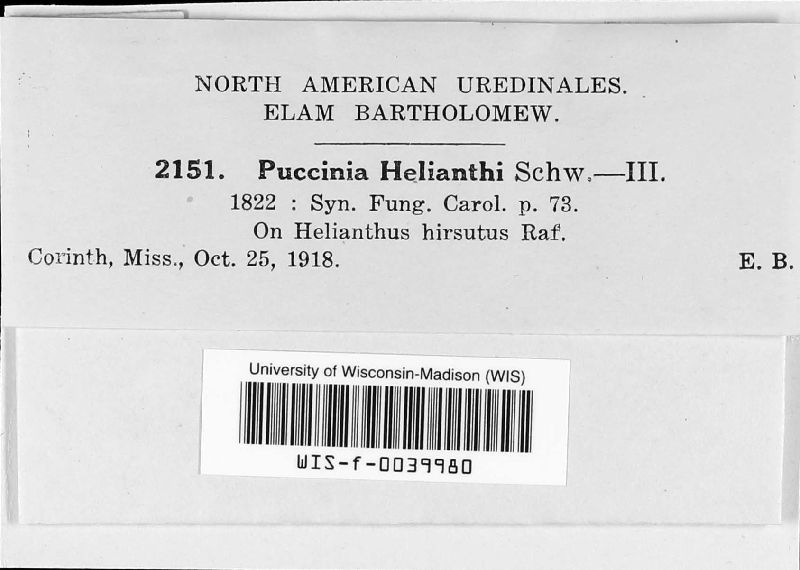 NORTH AMERICAN UREDINALES.
ELAM BARTHOLOMEW.
2151. Puccinia Helianthi Schw.—III.
1822 : Syn. Fung. Carol. p. 73.
On Helianthus hirsutus Raf.
Corinth, Miss., Oct. 25, 1918. E. B.
University of Wisconsin-Madison (WIS)
WIS-f-0039980